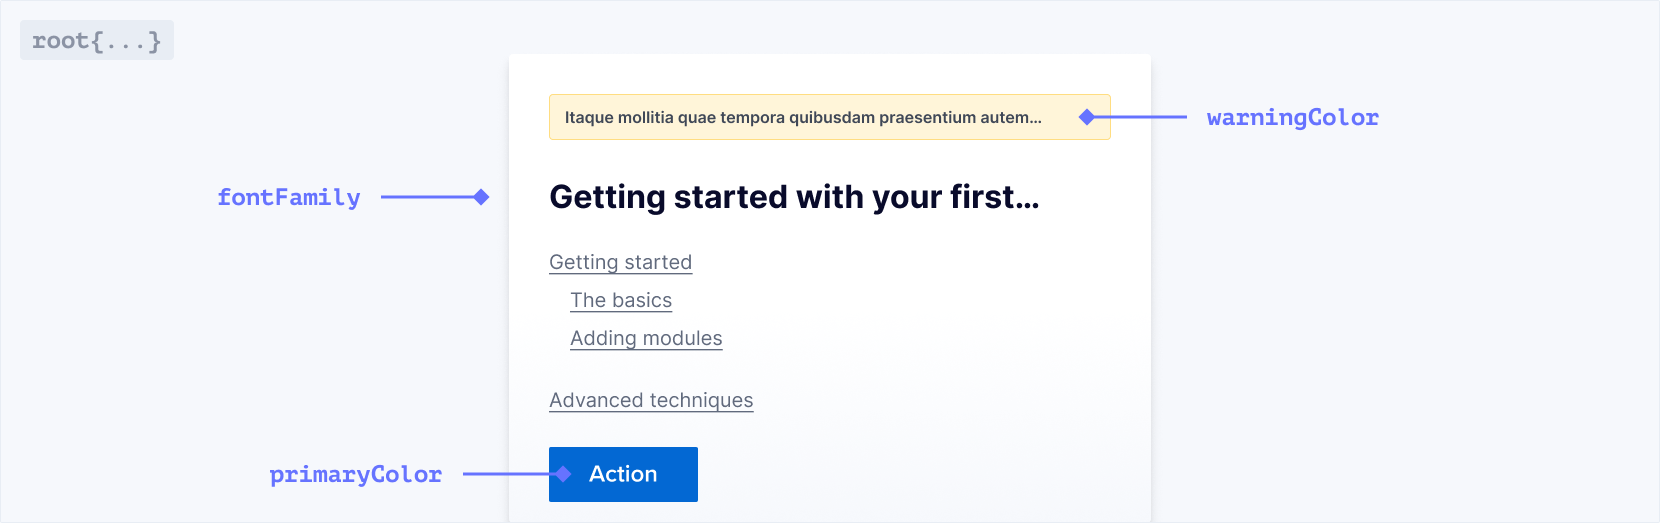 root{...}
Itaque mollitia quae tempora quibusdam praesentium autem...
warningColor
fontFamily
Getting started with your first...
Getting started
The basics
Adding modules
Advanced techniques
primaryColor
Action